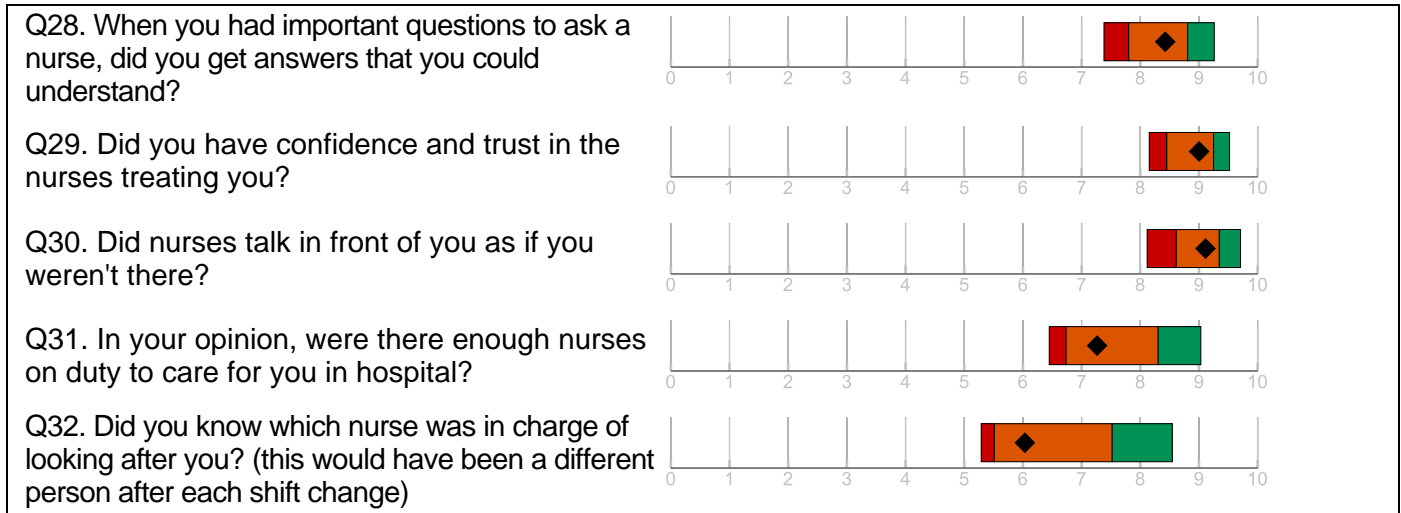 Q28. When you had important questions to ask a
nurse, did you get answers that you could
understand?
0 1 2 3 4 5 6 7 8 9 10
Q29. Did you have confidence and trust in the
nurses treating you?
0 1 2 3 4 5 6 7 8 9 10
Q30. Did nurses talk in front of you as if you
weren't there?
0 1 2 3 4 5 6 7 8 9 10
Q31. In your opinion, were there enough nurses
on duty to care for you in hospital?
0 1 2 3 4 5 6 7 8 9 10
Q32. Did you know which nurse was in charge of
looking after you? (this would have been a different
person after each shift change)
0 1 2 3 4 5 6 7 8 9 10